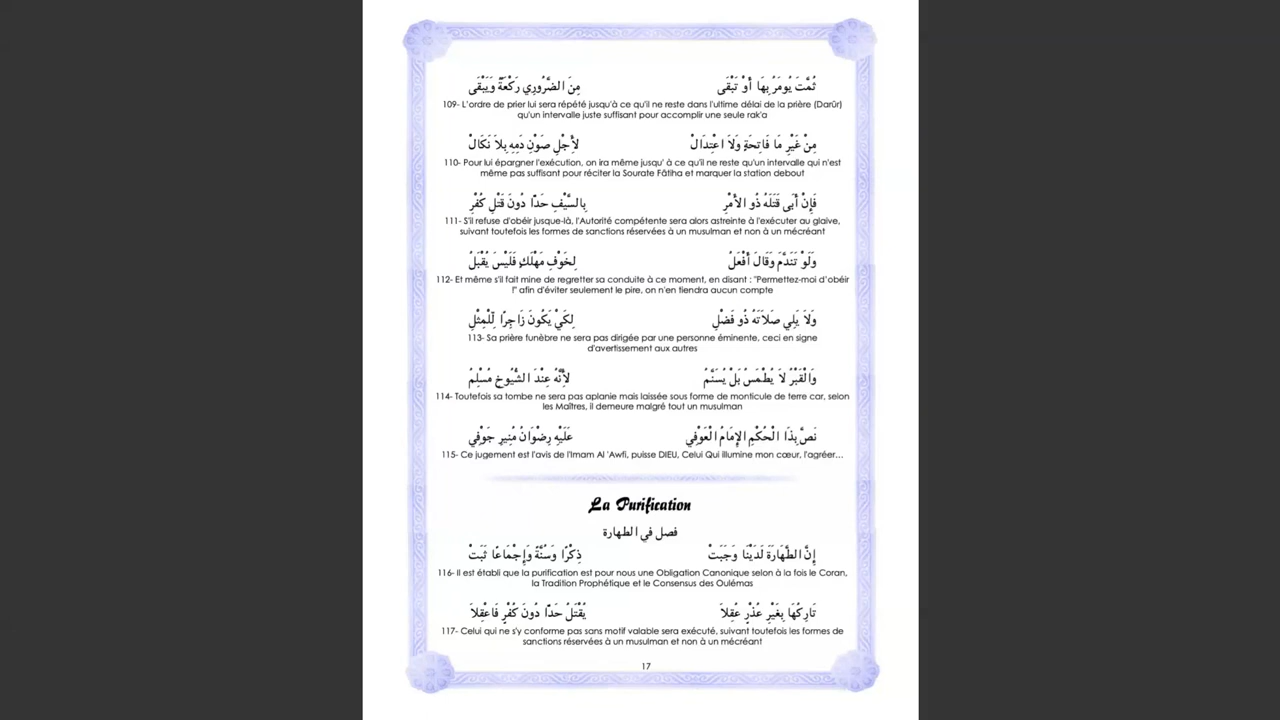 ثُمَّتَ يُومَرُ بِهَا أَوْ تَبْقَى مِنَ الضَّرُورِي رَكْعَةٌ وَيَبْقَى
109- L'ordre de prier lui sera répété jusqu'à ce qu'il ne reste dans l'ultime délai de la prière (Darûr)
qu'un intervalle juste suffisant pour accomplir une seule rak'a
مِنْ غَيْرِ مَا فَاتِحَةٍ وَلاَ اعْتِدَالْ لأَجْلِ صَوْنِ دَمِهِ بِلاَ نَكَالْ
110- Pour lui épargner l'exécution, on ira même jusqu' à ce qu'il ne reste qu'un intervalle qui n'est
même pas suffisant pour réciter la Sourate Fâtiha et marquer la station debout
فَإِنْ أَبَى قَتَلَهُ ذُو الأَمْرِ بِالسَّيْفِ حَدًّا دُونَ قَتْلِ كُفْرِ
111- S'il refuse d'obéir jusque-là, l'Autorité compétente sera alors astreinte à l'exécuter au glaive,
suivant toutefois les formes de sanctions réservées à un musulman et non à un mécréant
وَلَوْ تَنَدَّمَ وَقَالَ أَفْعَلُ لِخَوْفِ مَهْلَكٍ فَلَيْسَ يُقْبَلُ
112- Et même s'il fait mine de regretter sa conduite à ce moment, en disant : "Permettez-moi d'obéir
!" afin d'éviter seulement le pire, on n'en tiendra aucun compte
وَلاَ يَلِي صَلاَتَهُ ذُو فَضْلِ لِكَيْ يَكُونَ زَاجِرًا لِلْمِثْلِ
113- Sa prière funèbre ne sera pas dirigée par une personne éminente, ceci en signe
d'avertissement aux autres
وَالْقَبْرُ لاَ يُطْمَسُ بَلْ يُسَنَّمُ لأَنَّهُ عِنْدَ الشُّيُوخِ مُسْلِمُ
114- Toutefois sa tombe ne sera pas aplanie mais laissée sous forme de monticule de terre car, selon
les Maîtres, il demeure malgré tout un musulman
نَصَّ بِذَا الْحُكْمِ الإِمَامُ الْعَوْفِي عَلَيْهِ رِضْوَانُ مُنِيرِ جَوْفِي
115- Ce jugement est l'avis de l'Imam Al 'Awfi, puisse DIEU, Celui Qui illumine mon cœur, l'agréer...
La Purification
فصل في الطهارة
إِنَّ الطَّهَارَةَ لَدَيْنَا وَجَبَتْ ذِكْرًا وَسُنَّةً وَإِجْمَاعًا ثَبَتْ
116- Il est établi que la purification est pour nous une Obligation Canonique selon à la fois le Coran,
la Tradition Prophétique et le Consensus des Oulémas
تَارِكُهَا بِغَيْرِ عُذْرٍ عُقِلاَ يُقْتَلُ حَدًّا دُونَ كُفْرٍ فَاعْقِلاَ
117- Celui qui ne s'y conforme pas sans motif valable sera exécuté, suivant toutefois les formes de
sanctions réservées à un musulman et non à un mécréant
17